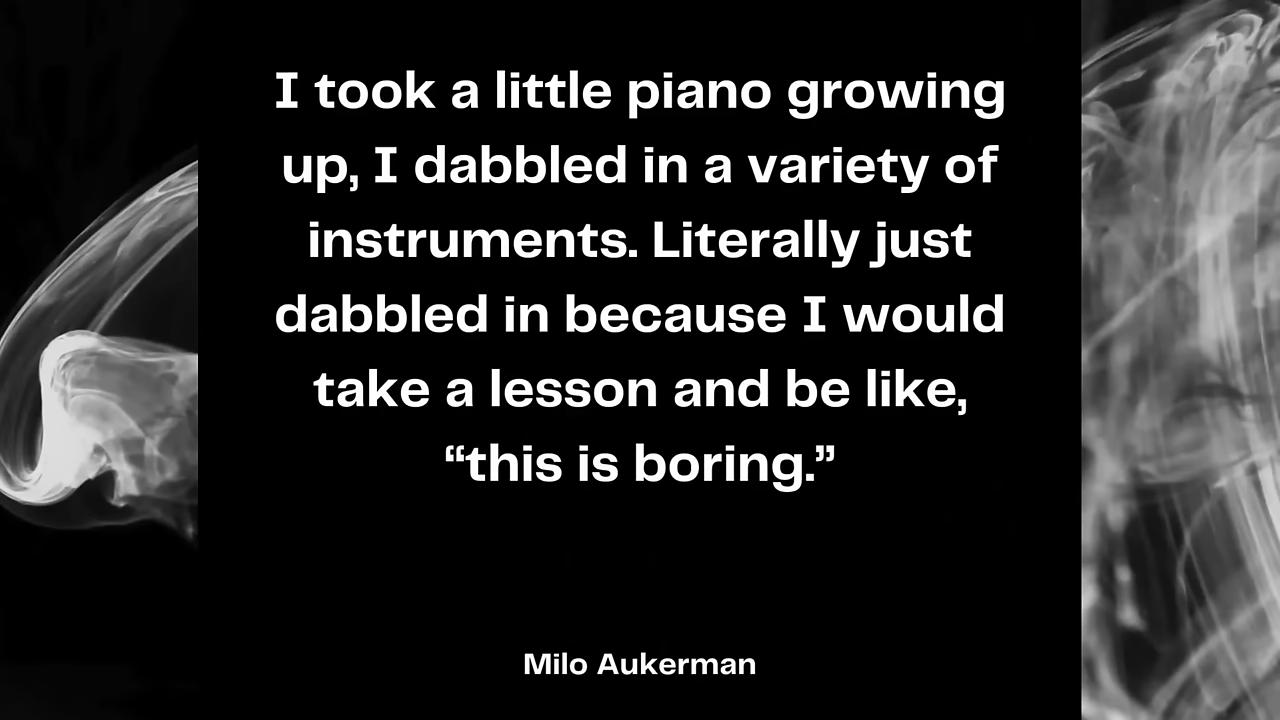 I took a little piano growing
up, I dabbled in a variety of
instruments. Literally just
dabbled in because I would
take a lesson and be like,
“this is boring.”
Milo Aukerman